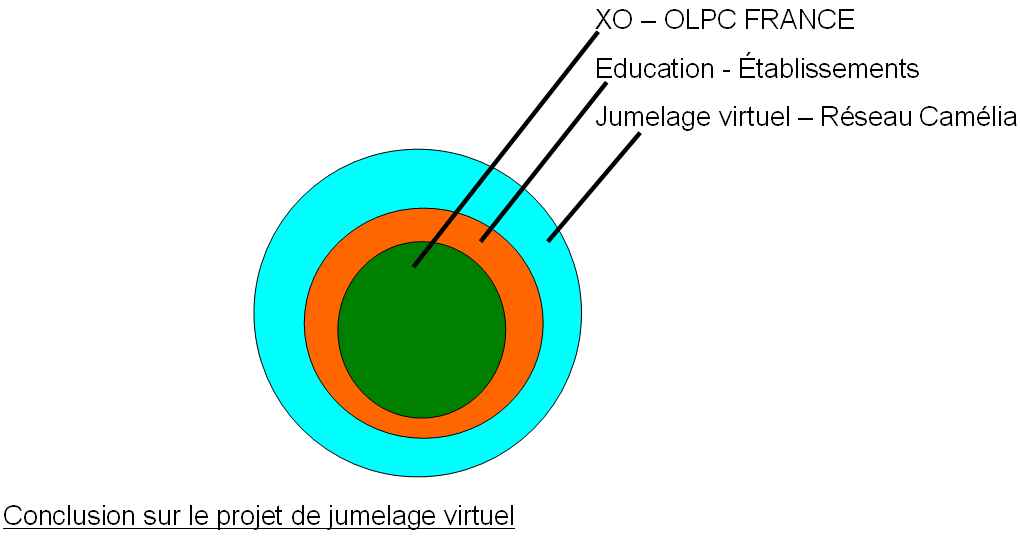 XO – OLPC FRANCE
Education - Établissements
Jumelage virtuel – Réseau Camélia
Conclusion sur le projet de jumelage virtuel